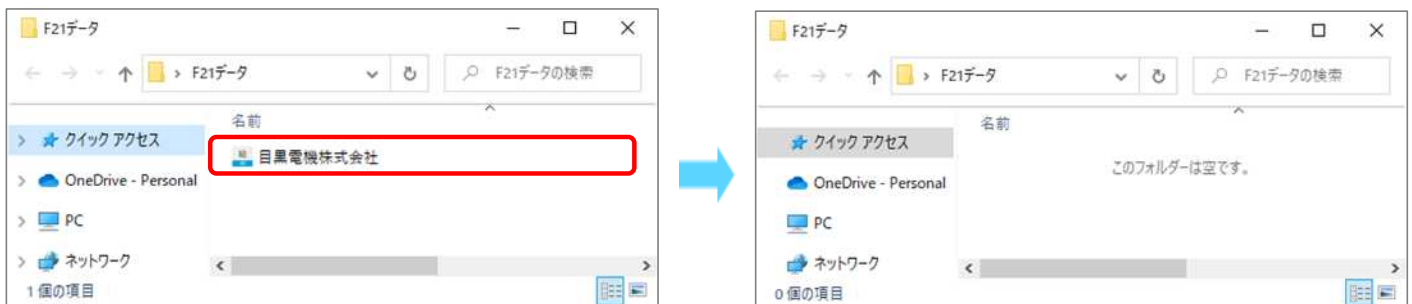 F21データ
F21データ
F21データの検索
名前
クイック アクセス
目黒電機株式会社
OneDrive - Personal
PC
ネットワーク
1 個の項目
F21データ
F21データ
F21データの検索
名前
クイック アクセス
このフォルダーは空です。
OneDrive - Personal
PC
ネットワーク
0 個の項目